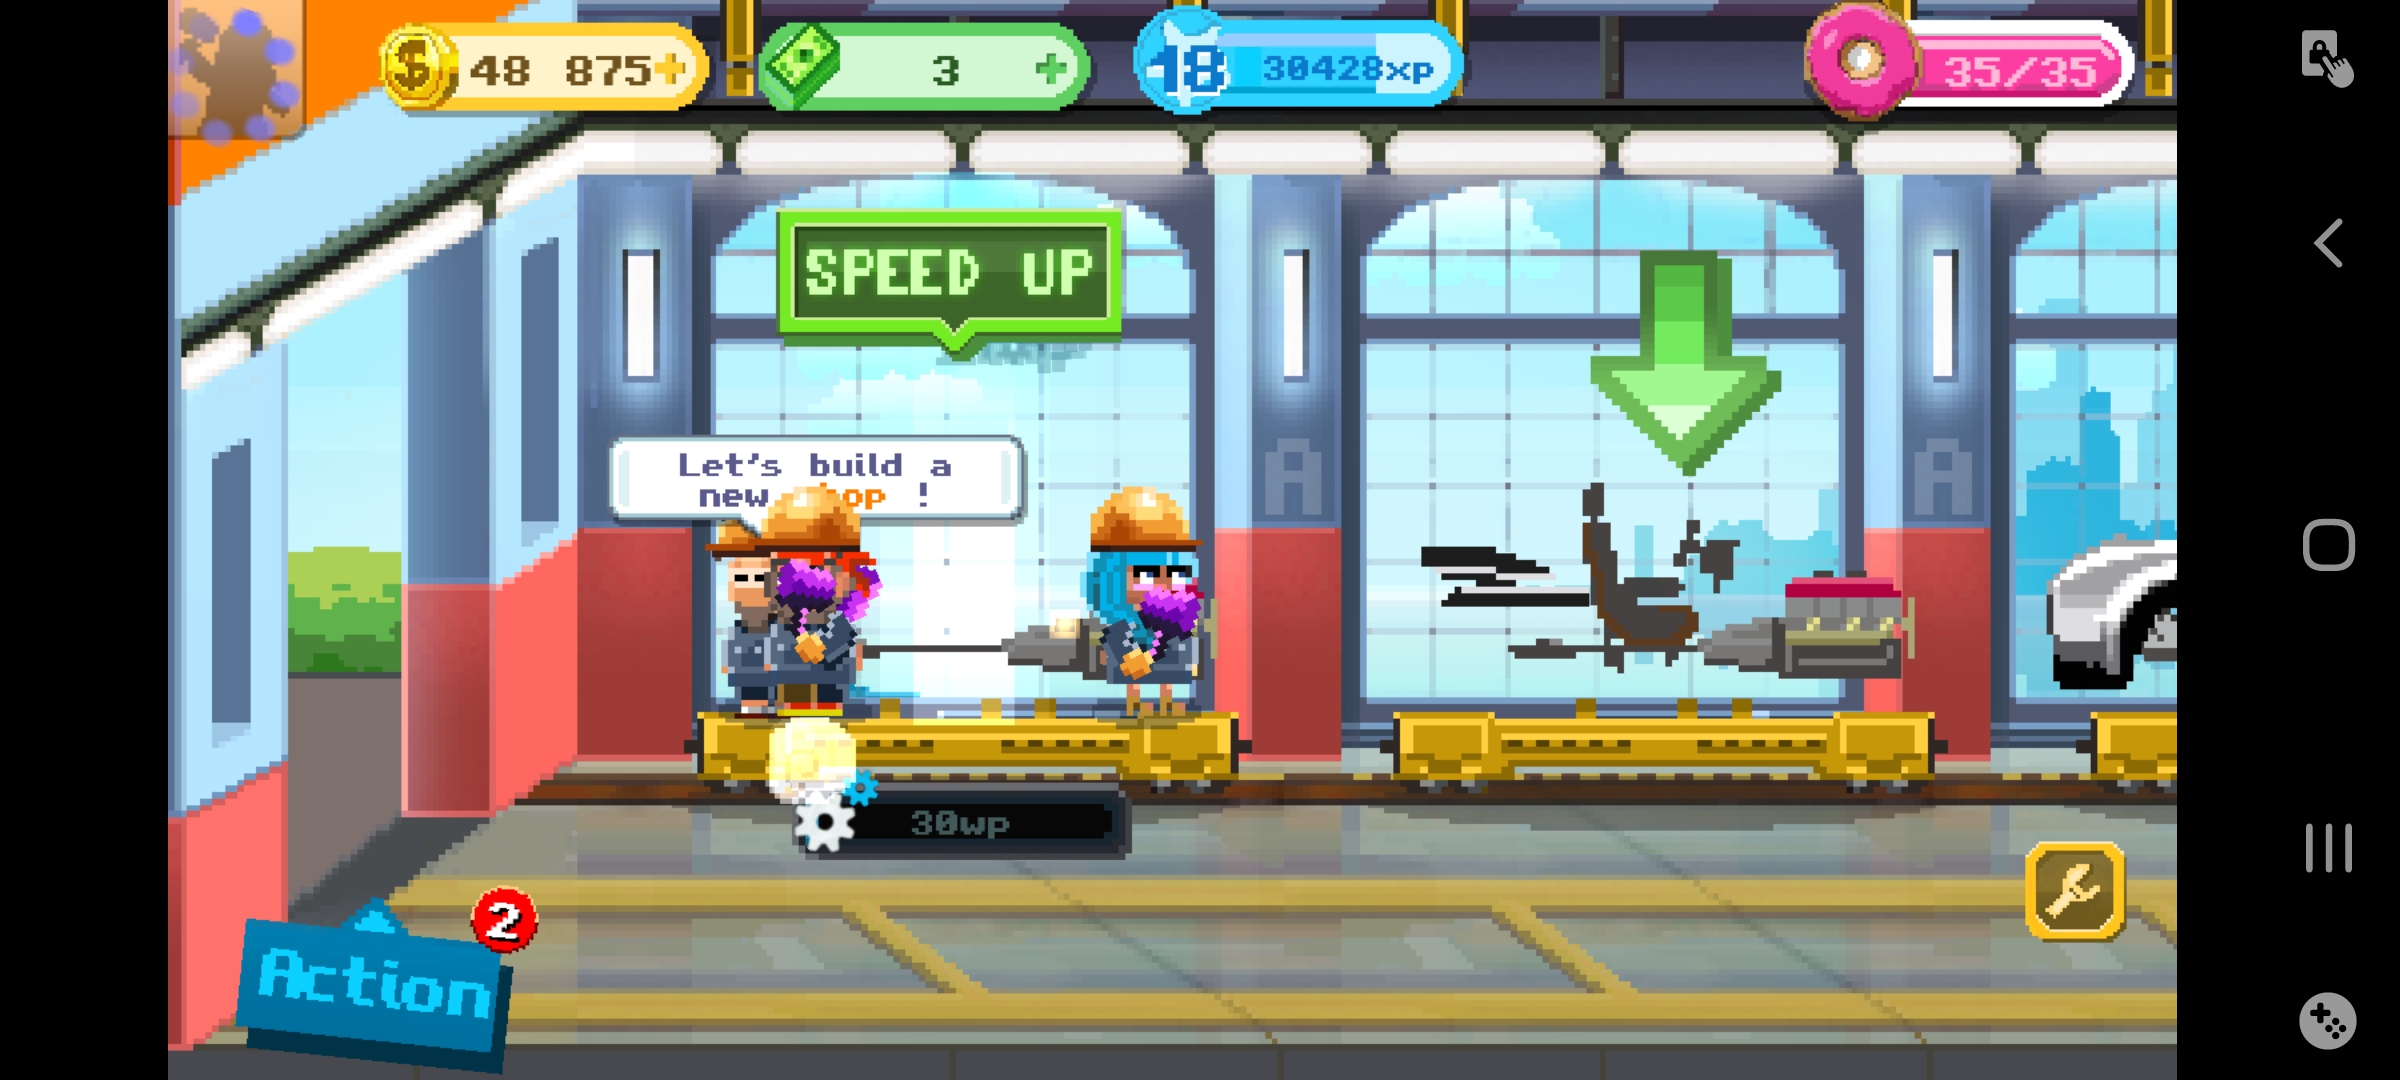 48 875
3
18
30428xp
35/35
SPEED UP
Let's build a
new !
A
A
30wp
2
Action